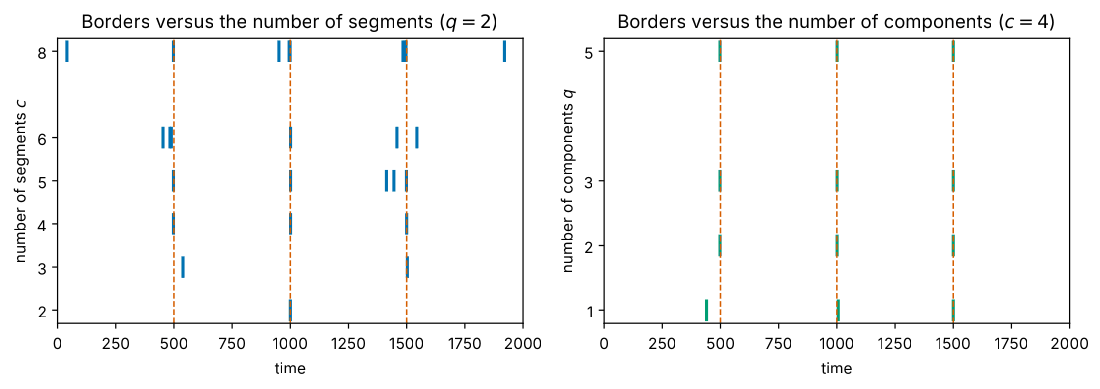 Borders versus the number of segments (q = 2)
number of segments c
8
6
5
4
3
2
0 250 500 750 1000 1250 1500 1750 2000
time
Borders versus the number of components (c = 4)
number of components q
5
3
2
1
0 250 500 750 1000 1250 1500 1750 2000
time